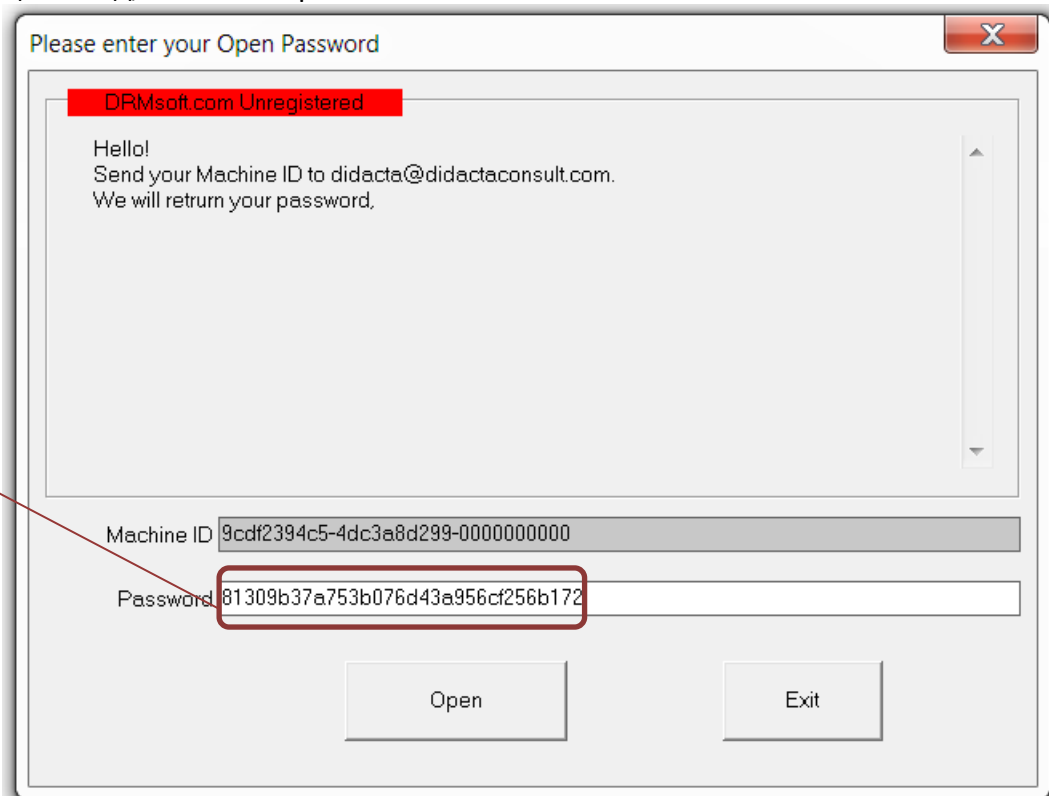 Please enter your Open Password
DRMsoft.com Unregistered
Hello!
Send your Machine ID to didacta@didactaconsult.com.
We will retrurn your password,
Machine ID 9cdf2394c5-4dc3a8d299-0000000000
Password 81309b37a753b076d43a956cf256b172
Open Exit